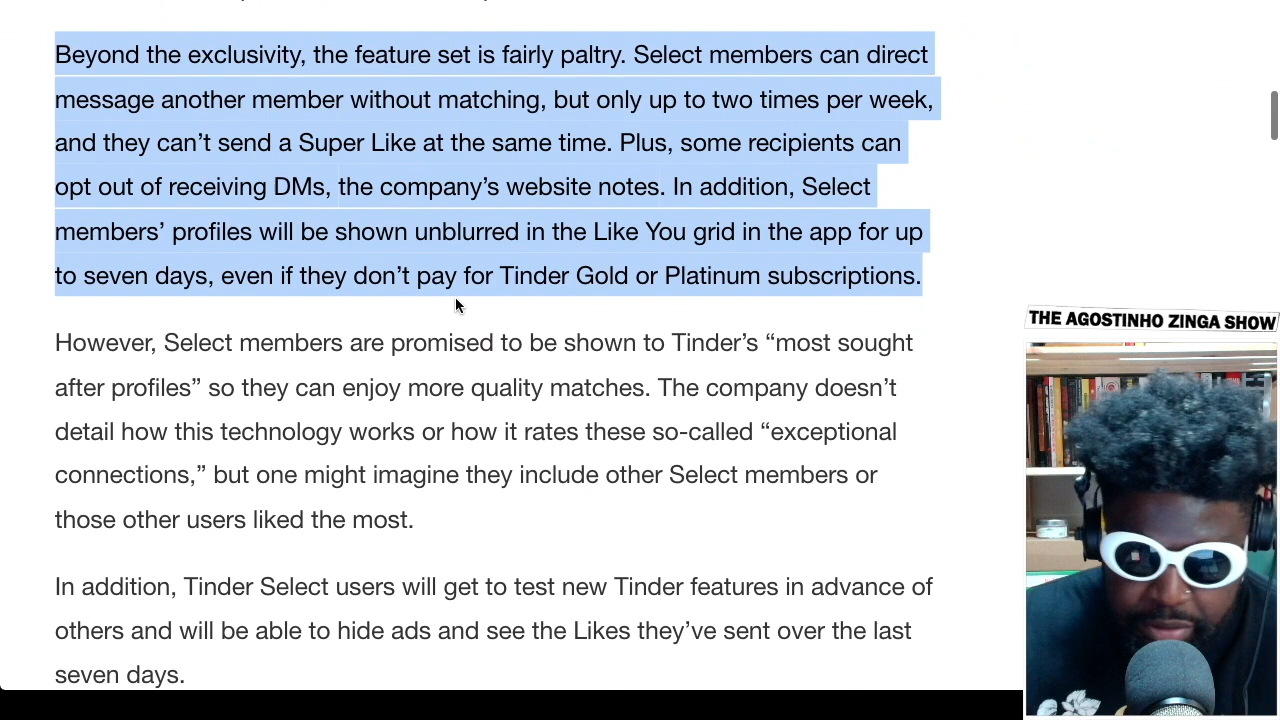 Beyond the exclusivity, the feature set is fairly paltry. Select members can direct
message another member without matching, but only up to two times per week,
and they can’t send a Super Like at the same time. Plus, some recipients can
opt out of receiving DMs, the company’s website notes. In addition, Select
members’ profiles will be shown unblurred in the Like You grid in the app for up
to seven days, even if they don’t pay for Tinder Gold or Platinum subscriptions.
However, Select members are promised to be shown to Tinder’s “most sought
after profiles” so they can enjoy more quality matches. The company doesn’t
detail how this technology works or how it rates these so-called “exceptional
connections,” but one might imagine they include other Select members or
those other users liked the most.
In addition, Tinder Select users will get to test new Tinder features in advance of
others and will be able to hide ads and see the Likes they’ve sent over the last
seven days.
THE AGOSTINHO ZINGA SHOW